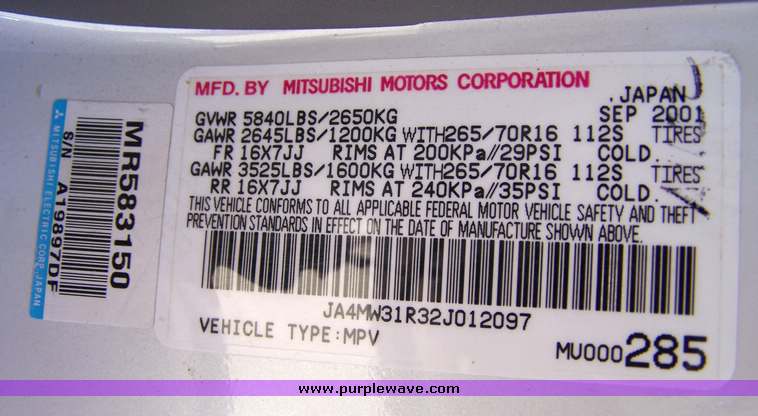 MFD. BY MITSUBISHI MOTORS CORPORATION
.JAPAN
GVWR 5840LBS/2650KG SEP 2001
GAWR 2645LBS/1200KG WITH265/70R16 112S TIRES
FR 16X7JJ RIMS AT 200KPa//29PSI COLD.
GAWR 3525LBS/1600KG WITH265/70R16 112S TIRES
RR 16X7JJ RIMS AT 240KPa//35PSI COLD.
THIS VEHICLE CONFORMS TO ALL APPLICABLE FEDERAL MOTOR VEHICLE SAFETY AND THEFT
PREVENTION STANDARDS IN EFFECT ON THE DATE OF MANUFACTURE SHOWN ABOVE.
JA4MW31R32J012097
VEHICLE TYPE:MPV
MU000285
MR583150
S/N A19897DF
MITSUBISHI ELECTRIC CORP. JAPAN
www.purplewave.com